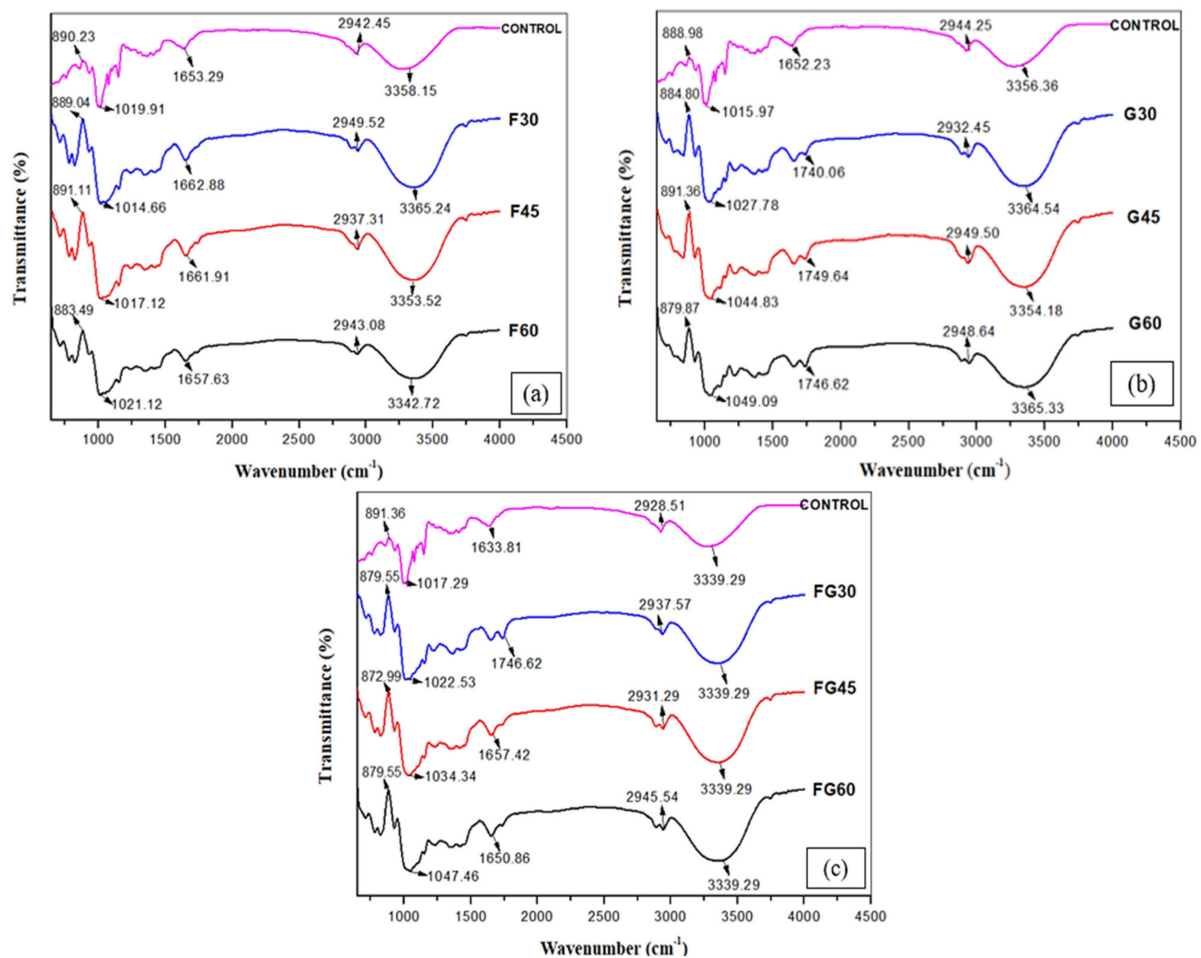 890.23
2942.45
CONTROL
1653.29
889.04
1019.91
3358.15
2949.52
F30
1662.88
891.11
1014.66
3365.24
2937.31
F45
1661.91
883.49
1017.12
3353.52
2943.08
F60
1657.63
1021.12
3342.72
(a)
1000 1500 2000 2500 3000 3500 4000 4500
Wavenumber (cm-1)
Transmittance (%)
888.98
2944.25
CONTROL
1652.23
884.80
1015.97
3356.36
2932.45
G30
1740.06
891.36
1027.78
3364.54
2949.50
G45
1749.64
879.87
1044.83
3354.18
2948.64
G60
1746.62
1049.09
3365.33
(b)
1000 1500 2000 2500 3000 3500 4000 4500
Wavenumber (cm-1)
Transmittance (%)
891.36
2928.51
CONTROL
1633.81
879.55
1017.29
3339.29
2937.57
FG30
1746.62
872.99
1022.53
3339.29
2931.29
FG45
1657.42
879.55
1034.34
3339.29
2945.54
FG60
1650.86
1047.46
3339.29
(c)
1000 1500 2000 2500 3000 3500 4000 4500
Wavenumber (cm-1)
Transmittance (%)